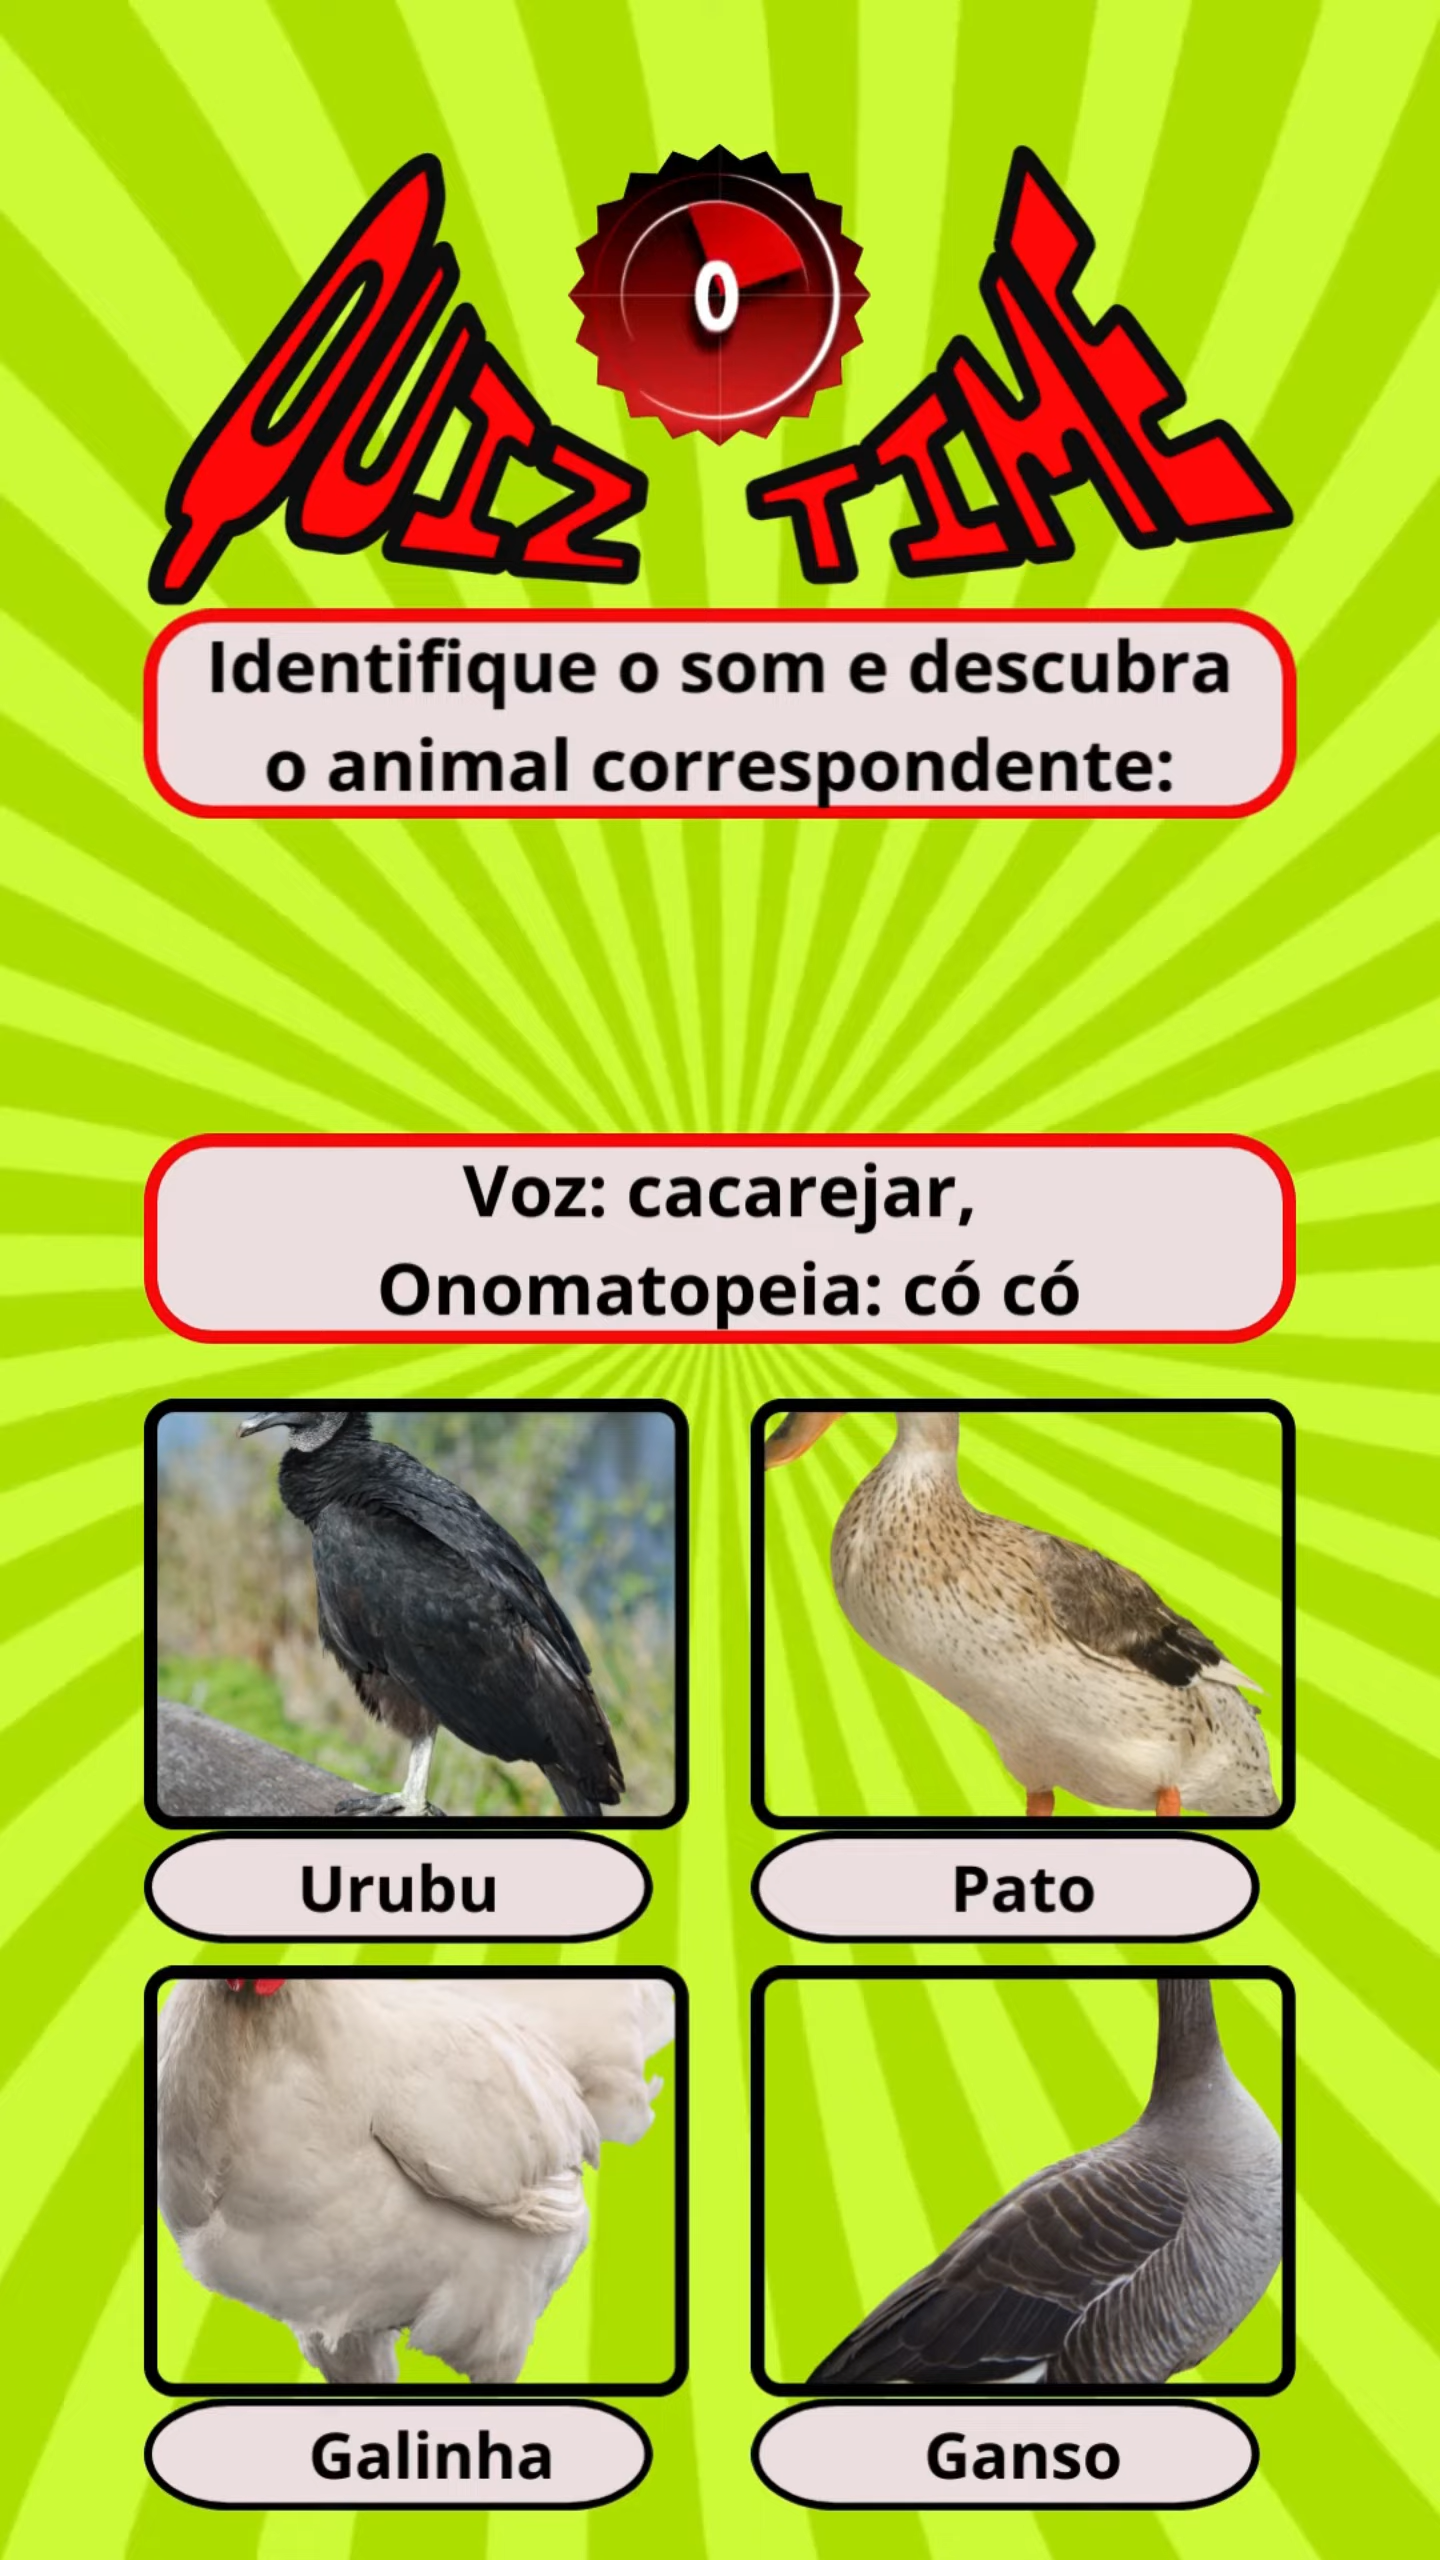 QUIZ TIME
0
Identifique o som e descubra
o animal correspondente:
Voz: cacarejar,
Onomatopeia: có có
Urubu
Pato
Galinha
Ganso